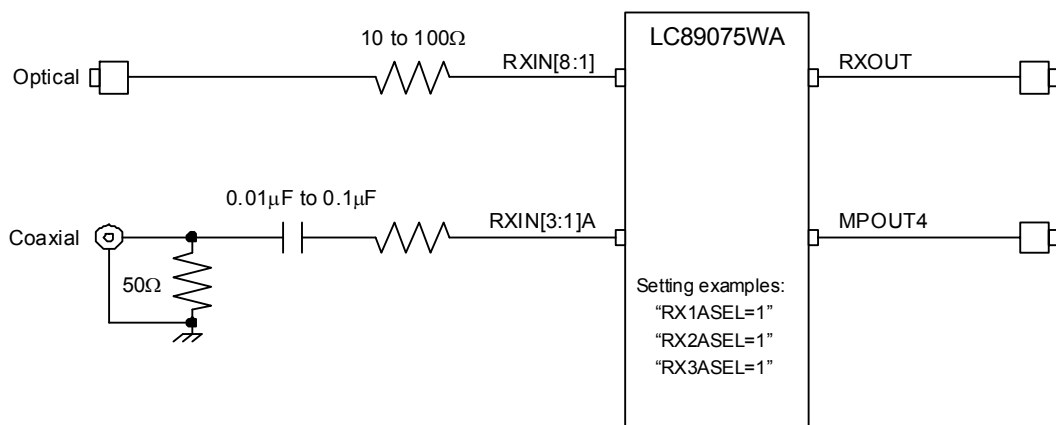 LC89075WA
10 to 100Ω
Optical
RXIN[8:1]
RXOUT
0.01μF to 0.1μF
Coaxial
RXIN[3:1]A
MPOUT4
50Ω
Setting examples:
“RX1ASEL=1”
“RX2ASEL=1”
“RX3ASEL=1”